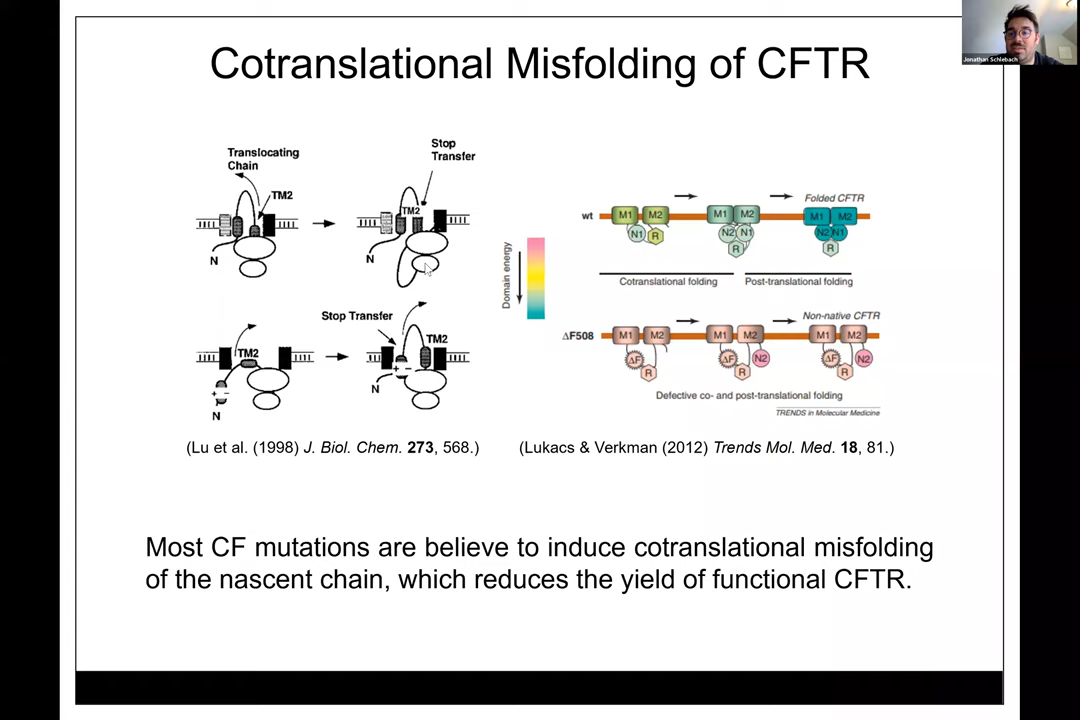 Cotranslational Misfolding of CFTR
Jonathan Schlebach
Translocating
Chain
TM2
N
Stop
Transfer
TM2
N
TM2
+ −
N
Stop Transfer
TM2
+ −
N
(Lu et al. (1998) J. Biol. Chem. 273, 568.)
Domain energy
wt
M1 M2
N1 R
M1 M2
N2 N1
R
Folded CFTR
M1 M2
N2 N1
R
Cotranslational folding
Post-translational folding
ΔF508
M1 M2
ΔF
R
M1 M2
ΔF N2
R
Non-native CFTR
M1 M2
ΔF N2
R
Defective co- and post-translational folding
TRENDS in Molecular Medicine
(Lukacs & Verkman (2012) Trends Mol. Med. 18, 81.)
Most CF mutations are believe to induce cotranslational misfolding
of the nascent chain, which reduces the yield of functional CFTR.